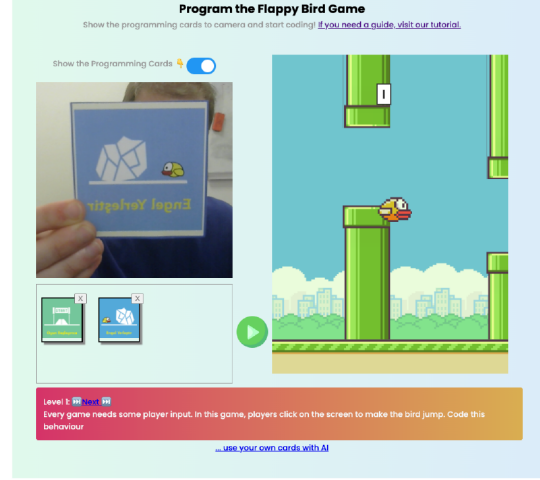 Program the Flappy Bird Game
Show the programming cards to camera and start coding! If you need a guide, visit our tutorial.
Show the Programming Cards 👇
Engel Yerleştir
X
X
Engel Yerleştir
1
Level 1: ⏭Next ⏭
Every game needs some player input. In this game, players click on the screen to make the bird jump. Code this
behaviour
... use your own cards with AI